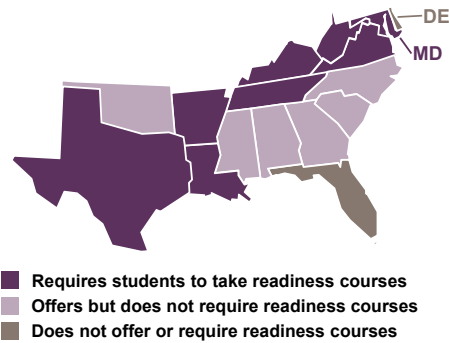 DE
MD
Requires students to take readiness courses
Offers but does not require readiness courses
Does not offer or require readiness courses